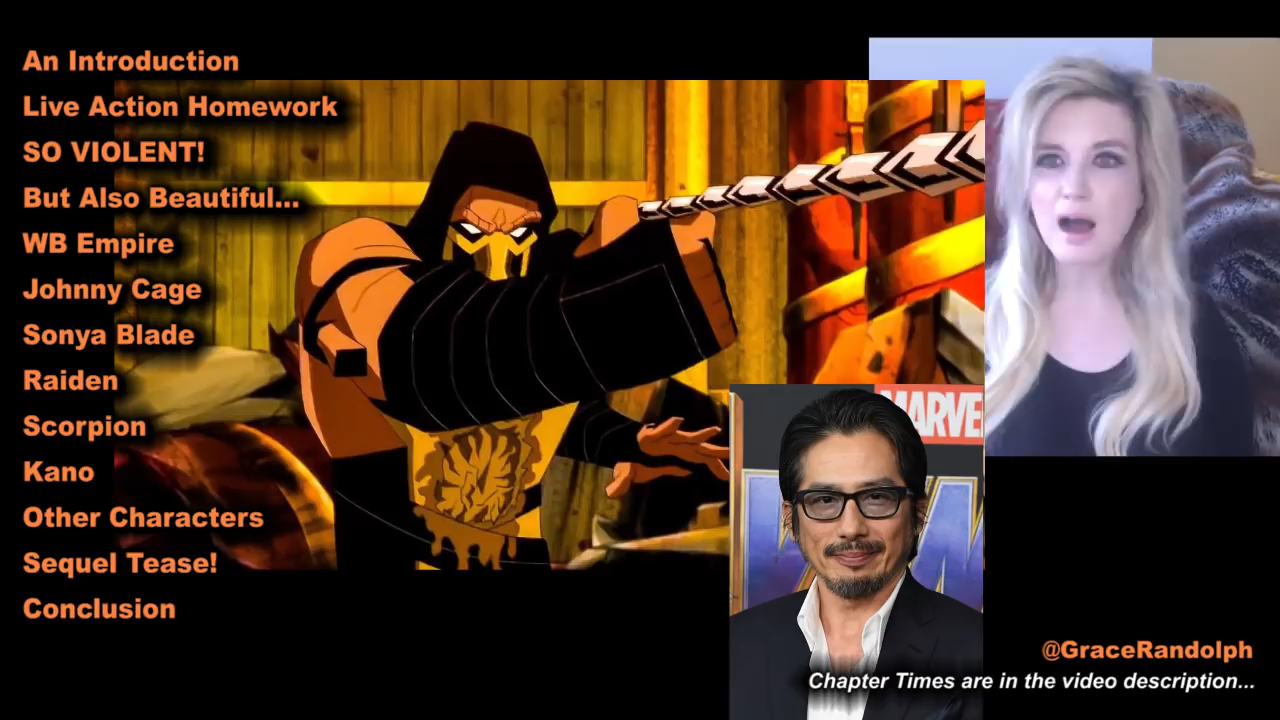 An Introduction
Live Action Homework
SO VIOLENT!
But Also Beautiful...
WB Empire
Johnny Cage
Sonya Blade
Raiden
Scorpion
Kano
Other Characters
Sequel Tease!
Conclusion
MARVE
@GraceRandolph
Chapter Times are in the video description...